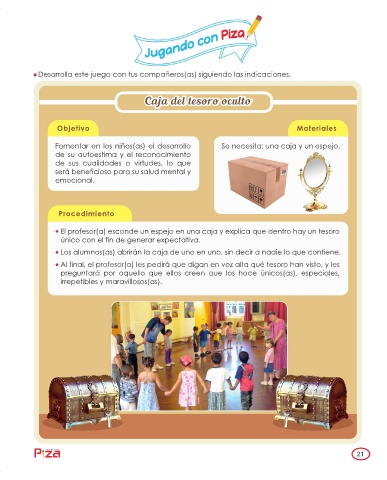 Jugando con Piza
Desarrolla este juego con tus compañeros(as) siguiendo las indicaciones.
Caja del tesoro oculto
Objetivo
Materiales
Fomentar en los niños(as) el desarrollo
de su autoestima y el reconocimiento
de sus cualidades o virtudes, lo que
será beneficioso para su salud mental y
emocional.
Se necesita: una caja y un espejo.
Procedimiento
El profesor(a) esconde un espejo en una caja y explica que dentro hay un tesoro
único con el fin de generar expectativa.
Los alumnos(as) abrirán la caja de uno en uno, sin decir a nadie lo que contiene.
Al final, el profesor(a) les pedirá que digan en voz alta qué tesoro han visto, y les
preguntará por aquello que ellos creen que los hace únicos(as), especiales,
irrepetibles y maravillosos(as).
Piza
21